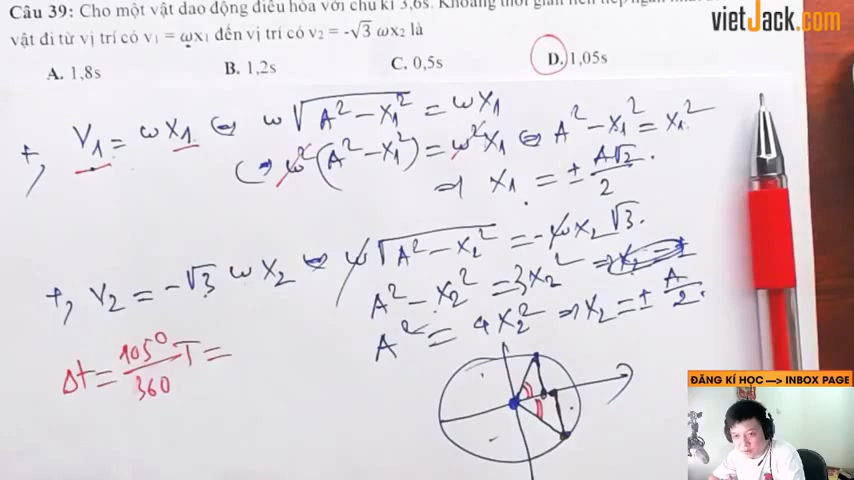 Câu 39: Cho một vật dao động điều hòa với chu kì 3,6s. Khoảng thời gian liên tiếp ngắn nhất
vietJack.com
vật đi từ vị trí có v₁ = ωx₁ đến vị trí có v₂ = -√3 ωx₂ là
A. 1,8s B. 1,2s C. 0,5s D. 1,05s
+, V₁ = ωX₁ ⇔ ω√(A² - X₁²) = ωX₁
⇔ ω²(A² - X₁²) = ω²X₁ ⇔ A² - X₁² = X₁²
⇒ X₁ = ± A√2/2.
+, V₂ = -√3 ωX₂ ⇔ ω√(A² - X₂²) = -ωX₂√3.
A² - X₂² = 3X₂²
A² = 4X₂² ⇒ X₂ = ± A/2.
Δt = 105°/360 T =
ĐĂNG KÍ HỌC —> INBOX PAGE